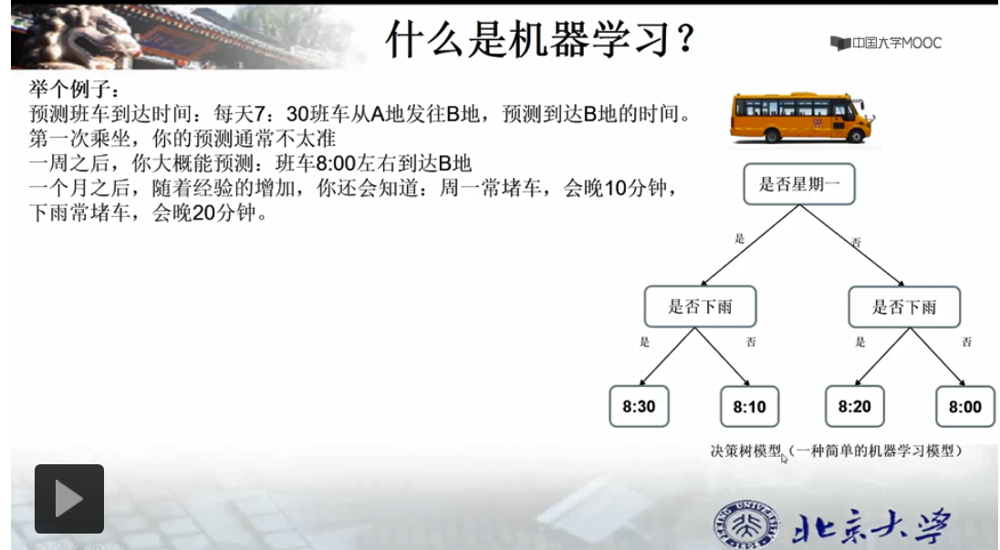 什么是机器学习？
中国大学MOOC
举个例子：
预测班车到达时间：每天7：30班车从A地发往B地，预测到达B地的时间。
第一次乘坐，你的预测通常不太准
一周之后，你大概能预测：班车8:00左右到达B地
一个月之后，随着经验的增加，你还会知道：周一常堵车，会晚10分钟，
下雨常堵车，会晚20分钟。
是否星期一
是
否
是否下雨
是否下雨
是
否
是
否
8:30
8:10
8:20
8:00
决策树模型（一种简单的机器学习模型）
北京大学